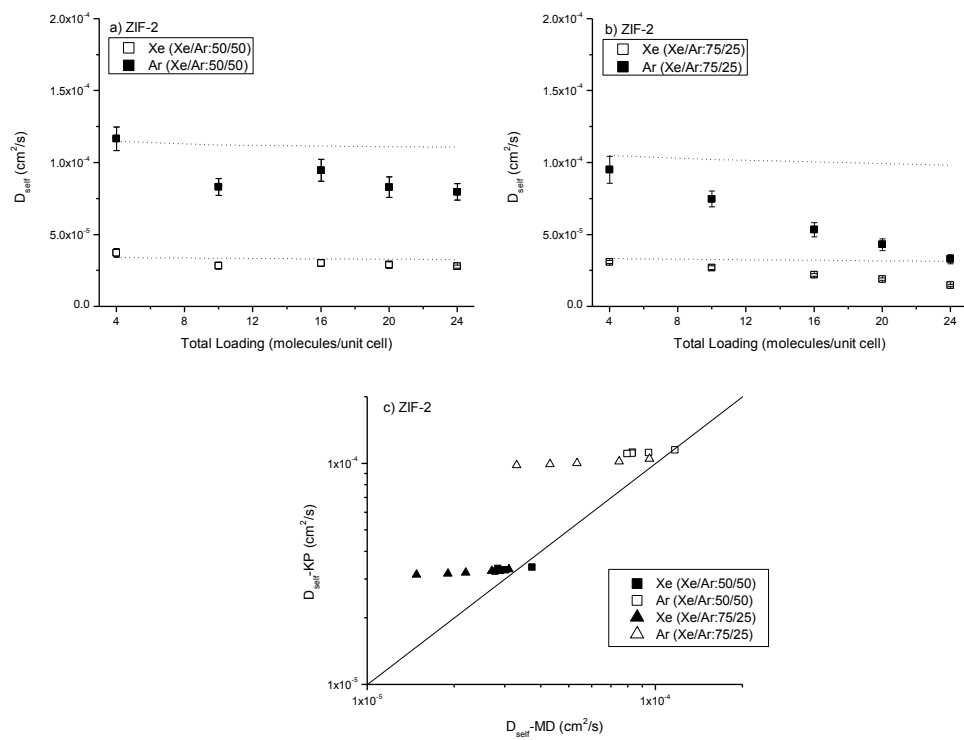 a) ZIF-2
Xe (Xe/Ar:50/50)
Ar (Xe/Ar:50/50)
2.0x10⁻⁴
1.5x10⁻⁴
1.0x10⁻⁴
5.0x10⁻⁵
0.0
D_self (cm²/s)
4 8 12 16 20 24
Total Loading (molecules/unit cell)
b) ZIF-2
Xe (Xe/Ar:75/25)
Ar (Xe/Ar:75/25)
2.0x10⁻⁴
1.5x10⁻⁴
1.0x10⁻⁴
5.0x10⁻⁵
0.0
D_self (cm²/s)
4 8 12 16 20 24
Total Loading (molecules/unit cell)
c) ZIF-2
1x10⁻⁴
1x10⁻⁵
D_self-KP (cm²/s)
Xe (Xe/Ar:50/50)
Ar (Xe/Ar:50/50)
Xe (Xe/Ar:75/25)
Ar (Xe/Ar:75/25)
1x10⁻⁵ 1x10⁻⁴
D_self-MD (cm²/s)